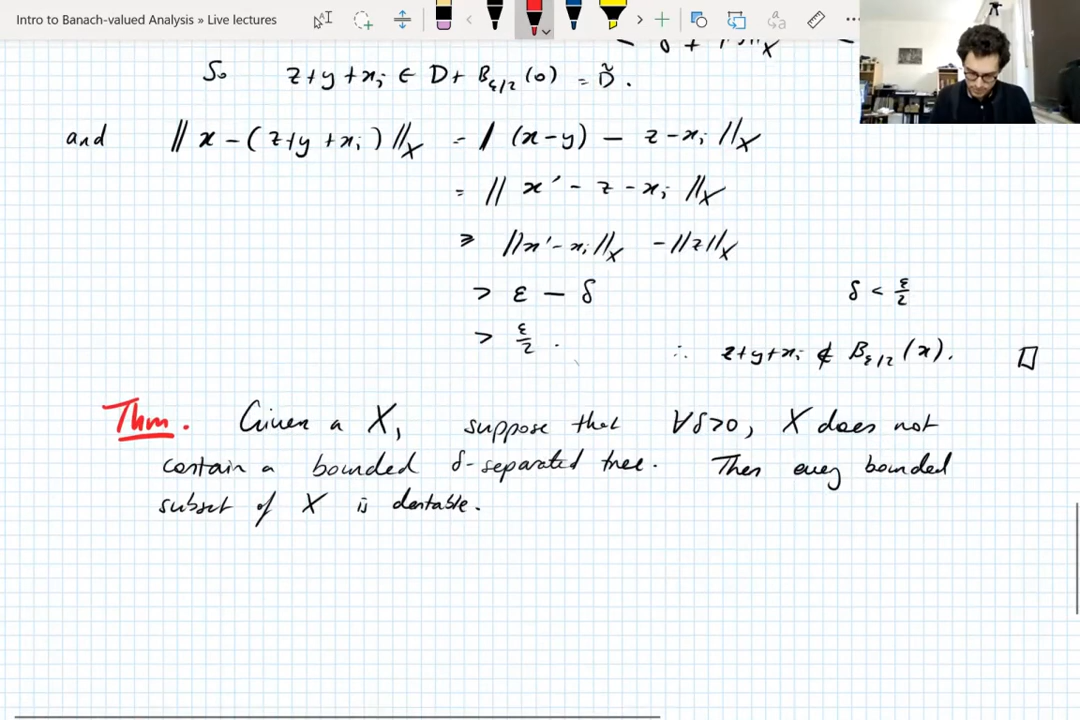 Intro to Banach-valued Analysis » Live lectures
So z+y+xᵢ ∈ D + B_{ε/2}(0) = D̃.
and ‖ x - ( z+y+xᵢ ) ‖_X = ‖ (x-y) - z - xᵢ ‖_X
= ‖ x' - z - xᵢ ‖_X
≥ ‖x' - xᵢ‖_X - ‖z‖_X
> ε - δ δ < ε/2
> ε/2 . ∴ z+y+xᵢ ∉ B_{ε/2}(x). □
Thm. Given a X, suppose that ∀δ>0, X does not
contain a bounded δ-separated tree. Then every bounded
subset of X is dentable.